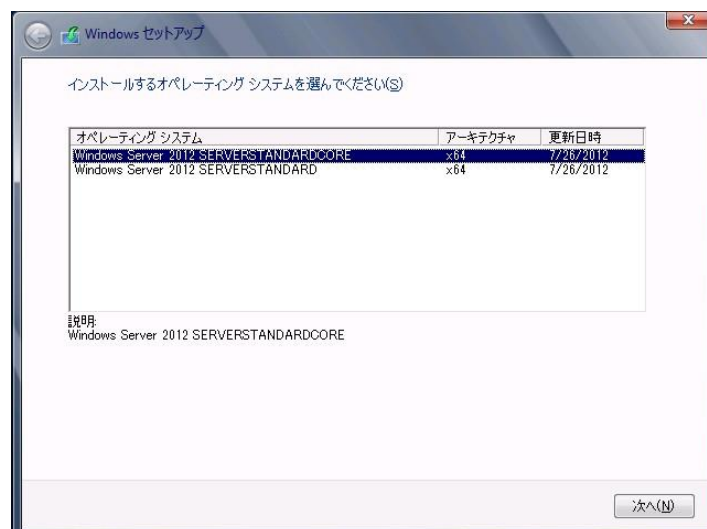 Windows セットアップ
インストールするオペレーティング システムを選んでください(S)
オペレーティング システム アーキテクチャ 更新日時
Windows Server 2012 SERVERSTANDARDCORE x64 7/26/2012
Windows Server 2012 SERVERSTANDARD x64 7/26/2012
説明:
Windows Server 2012 SERVERSTANDARDCORE
次へ(N)